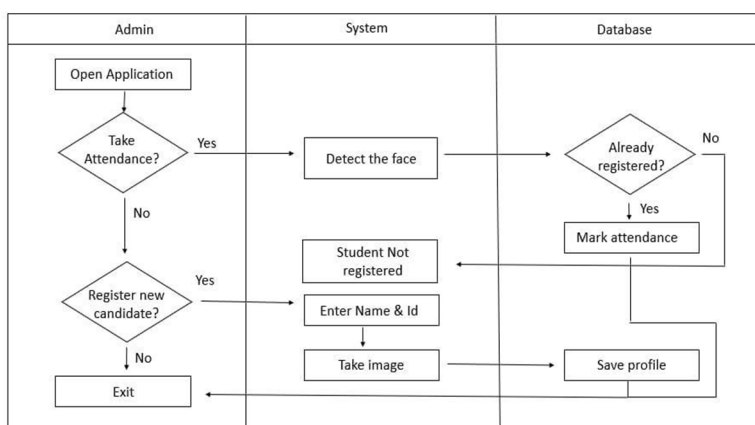 Admin
System
Database
Open Application
Take
Attendance?
Yes
Detect the face
Already
registered?
No
No
Yes
Mark attendance
Student Not
registered
Register new
candidate?
Yes
Enter Name & Id
No
Take image
Save profile
Exit